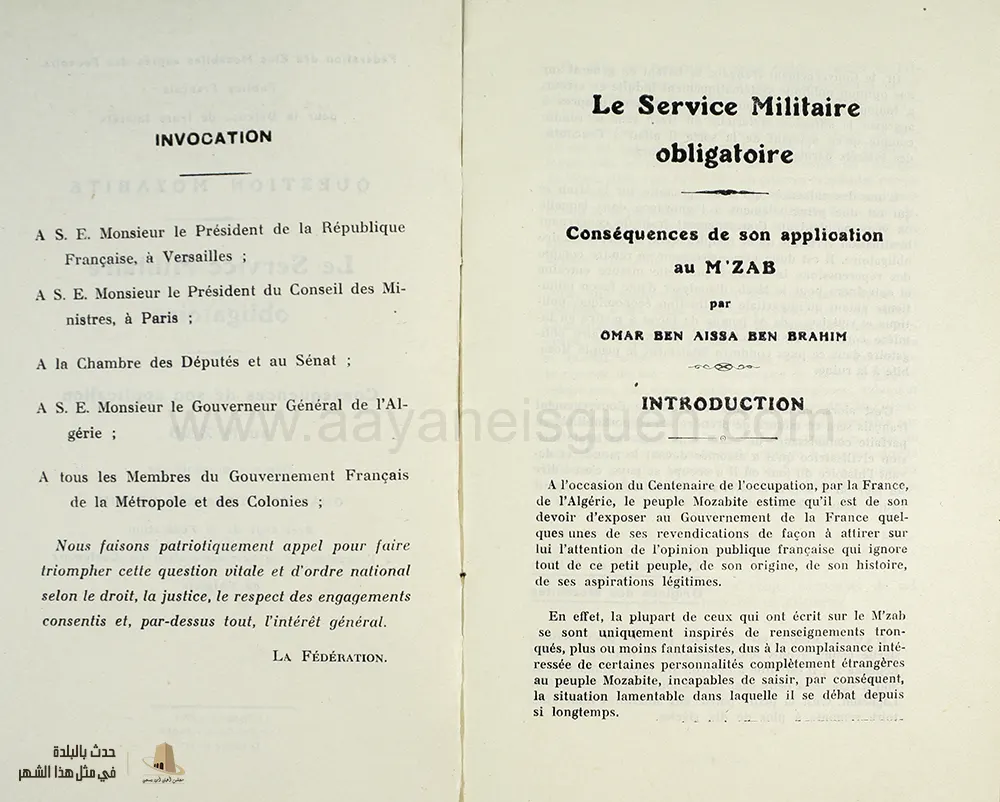 INVOCATION
A S. E. Monsieur le Président de la République
Française, à Versailles ;
A S. E. Monsieur le Président du Conseil des Mi-
nistres, à Paris ;
A la Chambre des Députés et au Sénat ;
A S. E. Monsieur le Gouverneur Général de l'Al-
gérie ;
A tous les Membres du Gouvernement Français
de la Métropole et des Colonies ;
Nous faisons patriotiquement appel pour faire
triompher cette question vitale et d'ordre national
selon le droit, la justice, le respect des engagements
consentis et, par-dessus tout, l'intérêt général.
LA FÉDÉRATION.
Le Service Militaire
obligatoire
Conséquences de son application
au M'ZAB
par
OMAR BEN AISSA BEN BRAHIM
INTRODUCTION
A l'occasion du Centenaire de l'occupation, par la France,
de l'Algérie, le peuple Mozabite estime qu'il est de son
devoir d'exposer au Gouvernement de la France quel-
ques unes de ses revendications de façon à attirer sur
lui l'attention de l'opinion publique française qui ignore
tout de ce petit peuple, de son origine, de son histoire,
de ses aspirations légitimes.
En effet, la plupart de ceux qui ont écrit sur le M'zab
se sont uniquement inspirés de renseignements tron-
qués, plus ou moins fantaisistes, dus à la complaisance inté-
ressée de certaines personnalités complètement étrangères
au peuple Mozabite, incapables de saisir, par conséquent,
la situation lamentable dans laquelle il se débat depuis
si longtemps.
www.aayaneisguen.com
حدث بالبلدة
في مثل هذا الشهر